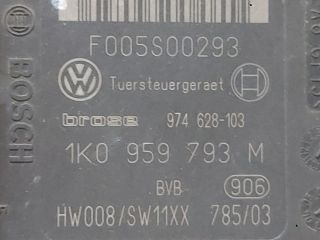 F005S00293
BOSCH
Tuersteuergeraet
brose 974 628-103
1K0 959 793 M
BVB 906
HW008/SW11XX 785/03